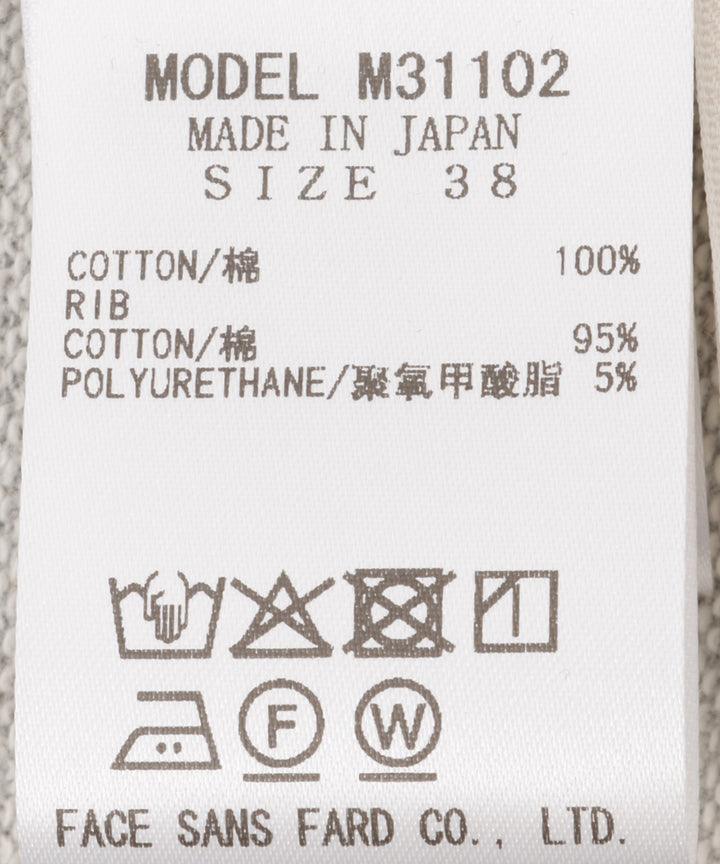 MODEL M31102
MADE IN JAPAN
SIZE 38
COTTON/棉 100%
RIB
COTTON/棉 95%
POLYURETHANE/聚氧甲酸脂 5%
F W
FACE SANS FARD CO., LTD.